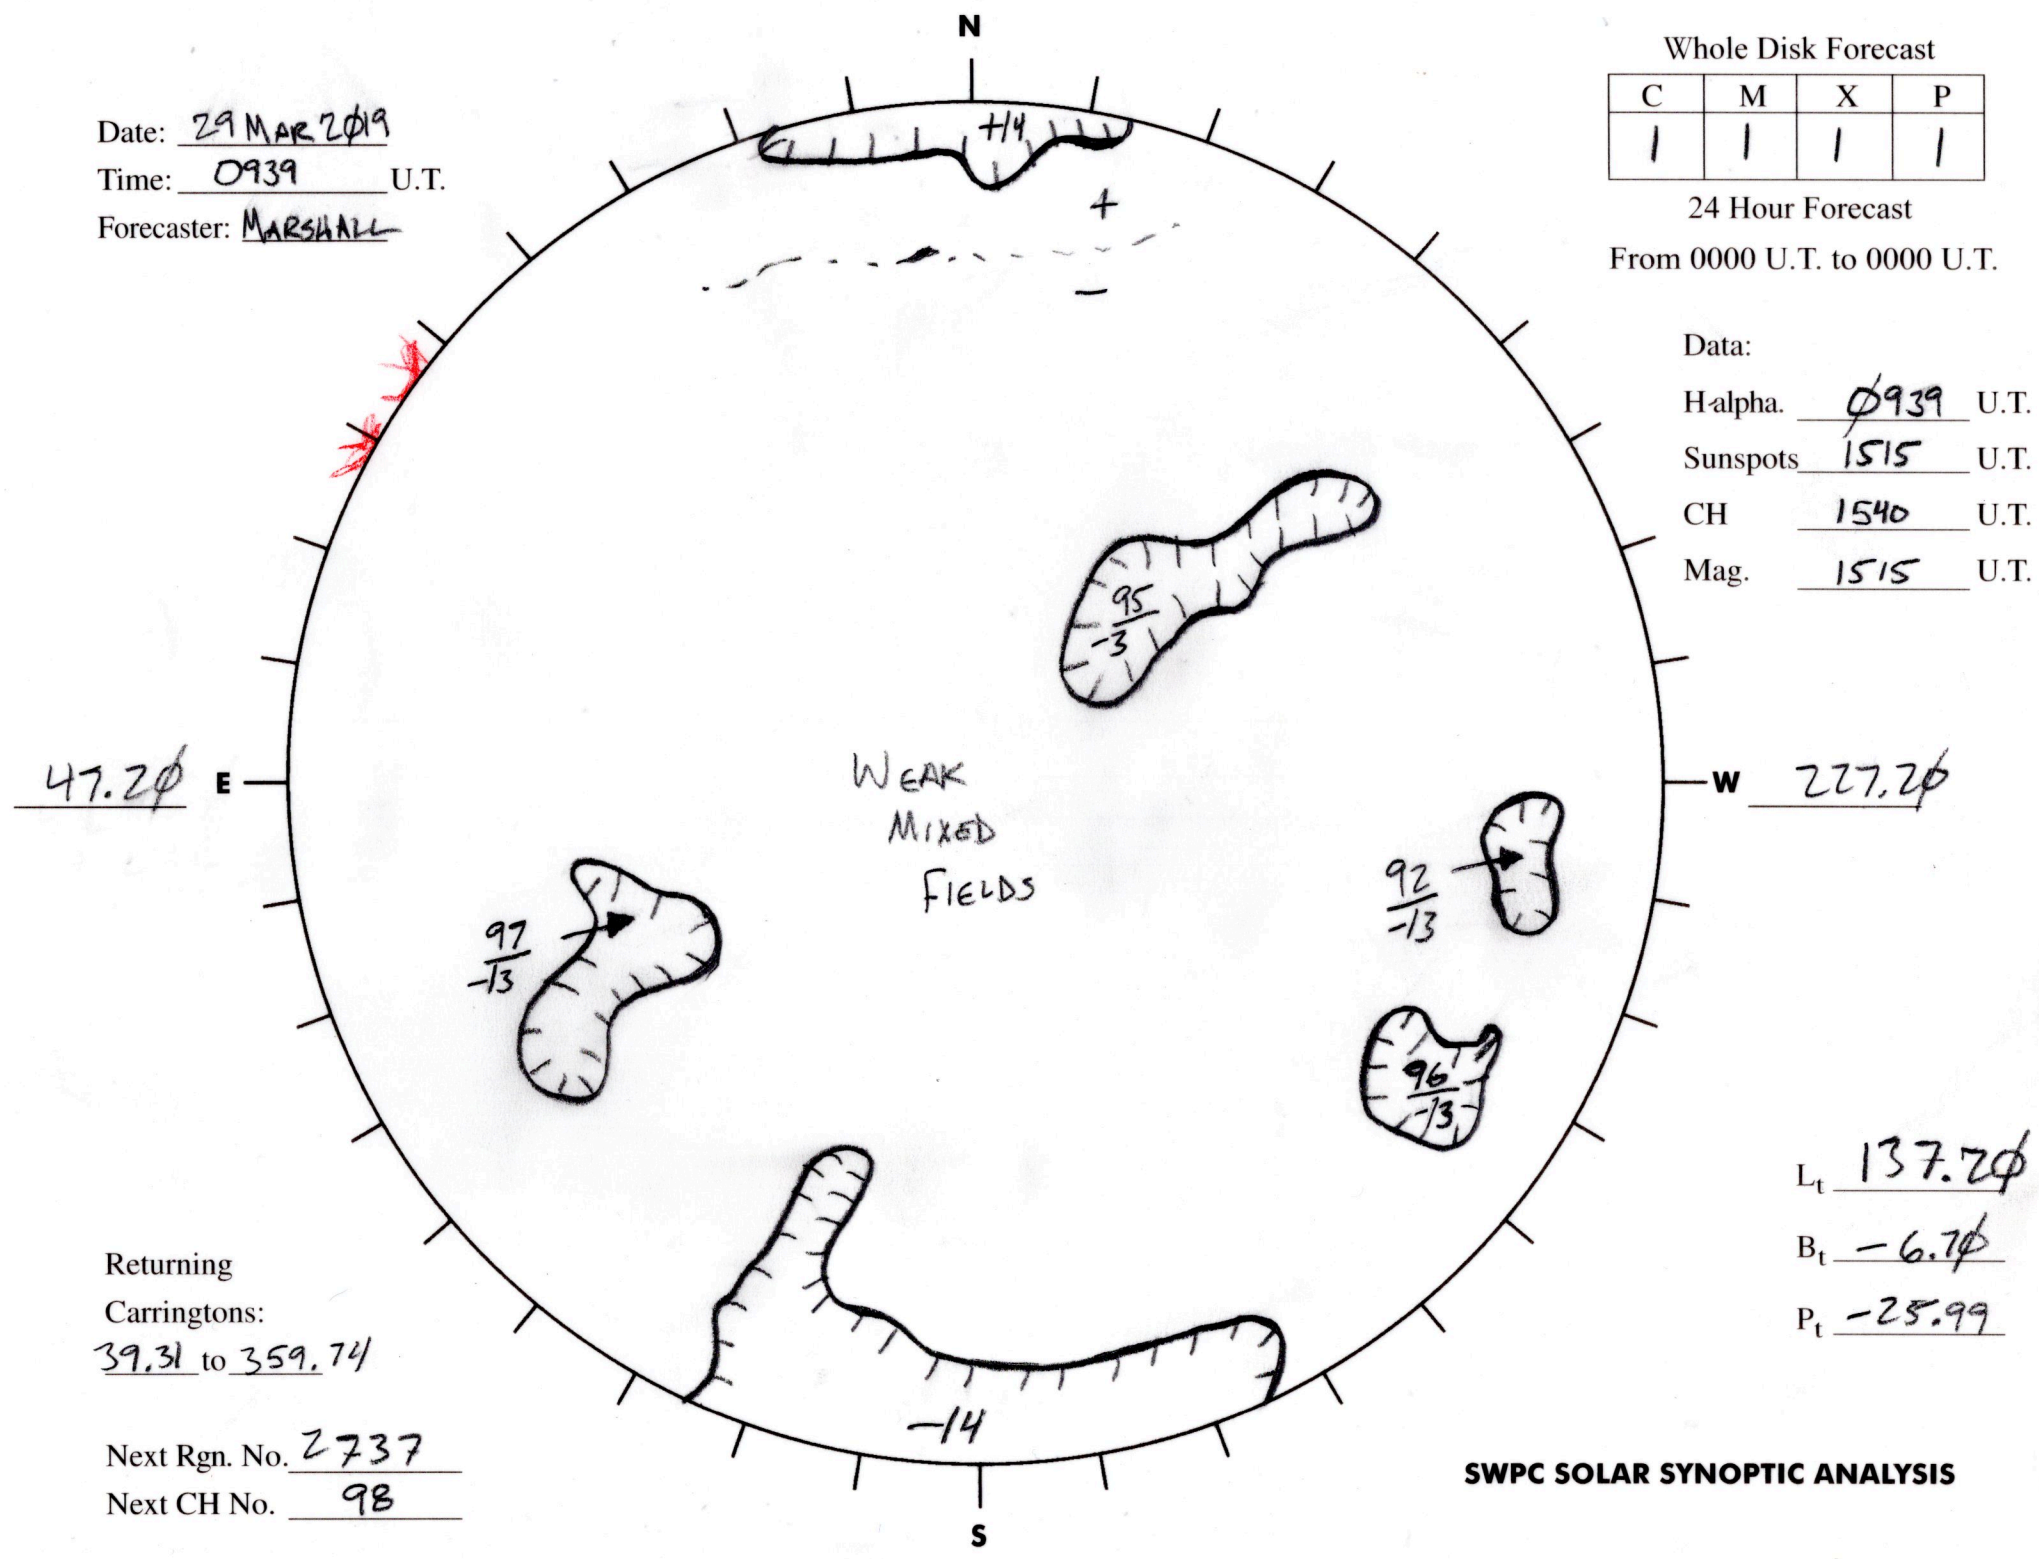 N
Whole Disk Forecast
C M X P
1 1 1 1
24 Hour Forecast
From 0000 U.T. to 0000 U.T.
Date: 29 MAR 2Ø19
Time: 0939 U.T.
Forecaster: MARSHALL
+14
+
–
Data:
H-alpha. Ø939 U.T.
Sunspots 1515 U.T.
CH 1540 U.T.
Mag. 1515 U.T.
95
-3
47.2Ø E
W 227.2Ø
WEAK
MIXED
FIELDS
92
-13
97
-13
96
-13
Lt 137.2Ø
Bt -6.7Ø
Pt -25.99
Returning
Carringtons:
39.31 to 359.74
-14
Next Rgn. No. 2737
Next CH No. 98
SWPC SOLAR SYNOPTIC ANALYSIS
S